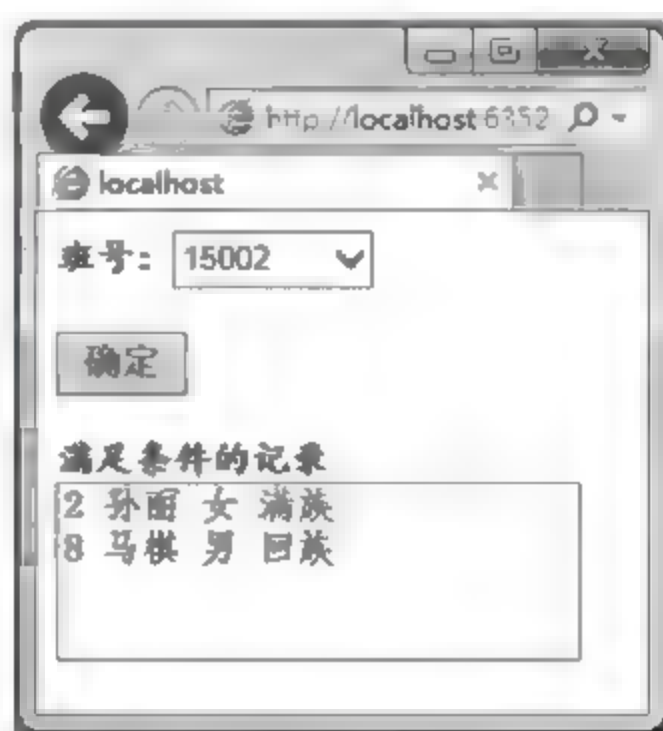 http://localhost:6352
localhost
班号: 15002
确定
满足条件的记录
2 孙丽 女 满族
8 马棋 男 回族